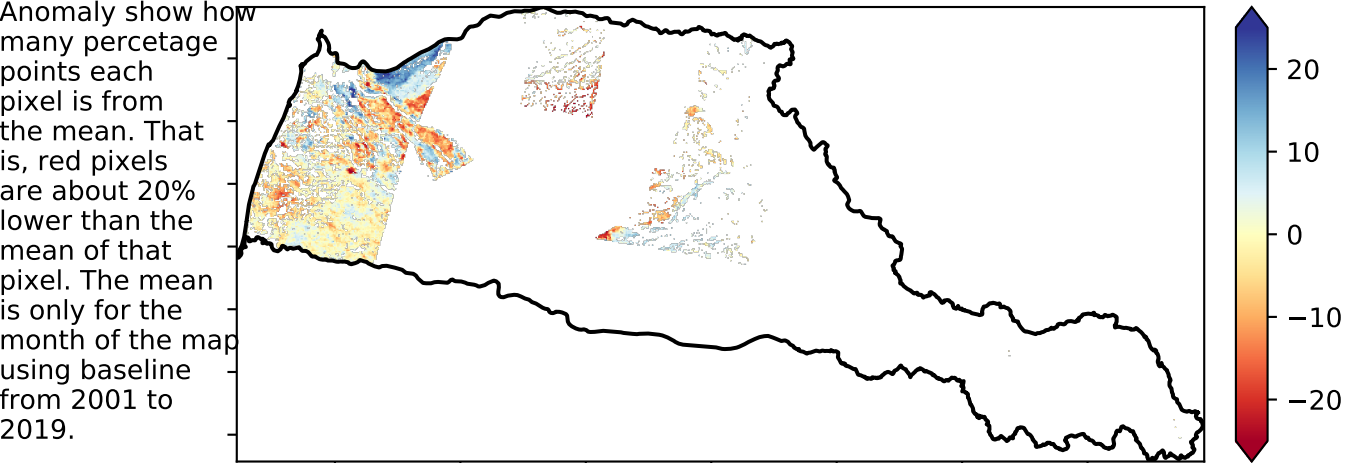 Anomaly show how
many percetage
points each
pixel is from
the mean. That
is, red pixels
are about 20%
lower than the
mean of that
pixel. The mean
is only for the
month of the map
using baseline
from 2001 to
2019.
20
10
0
−10
−20